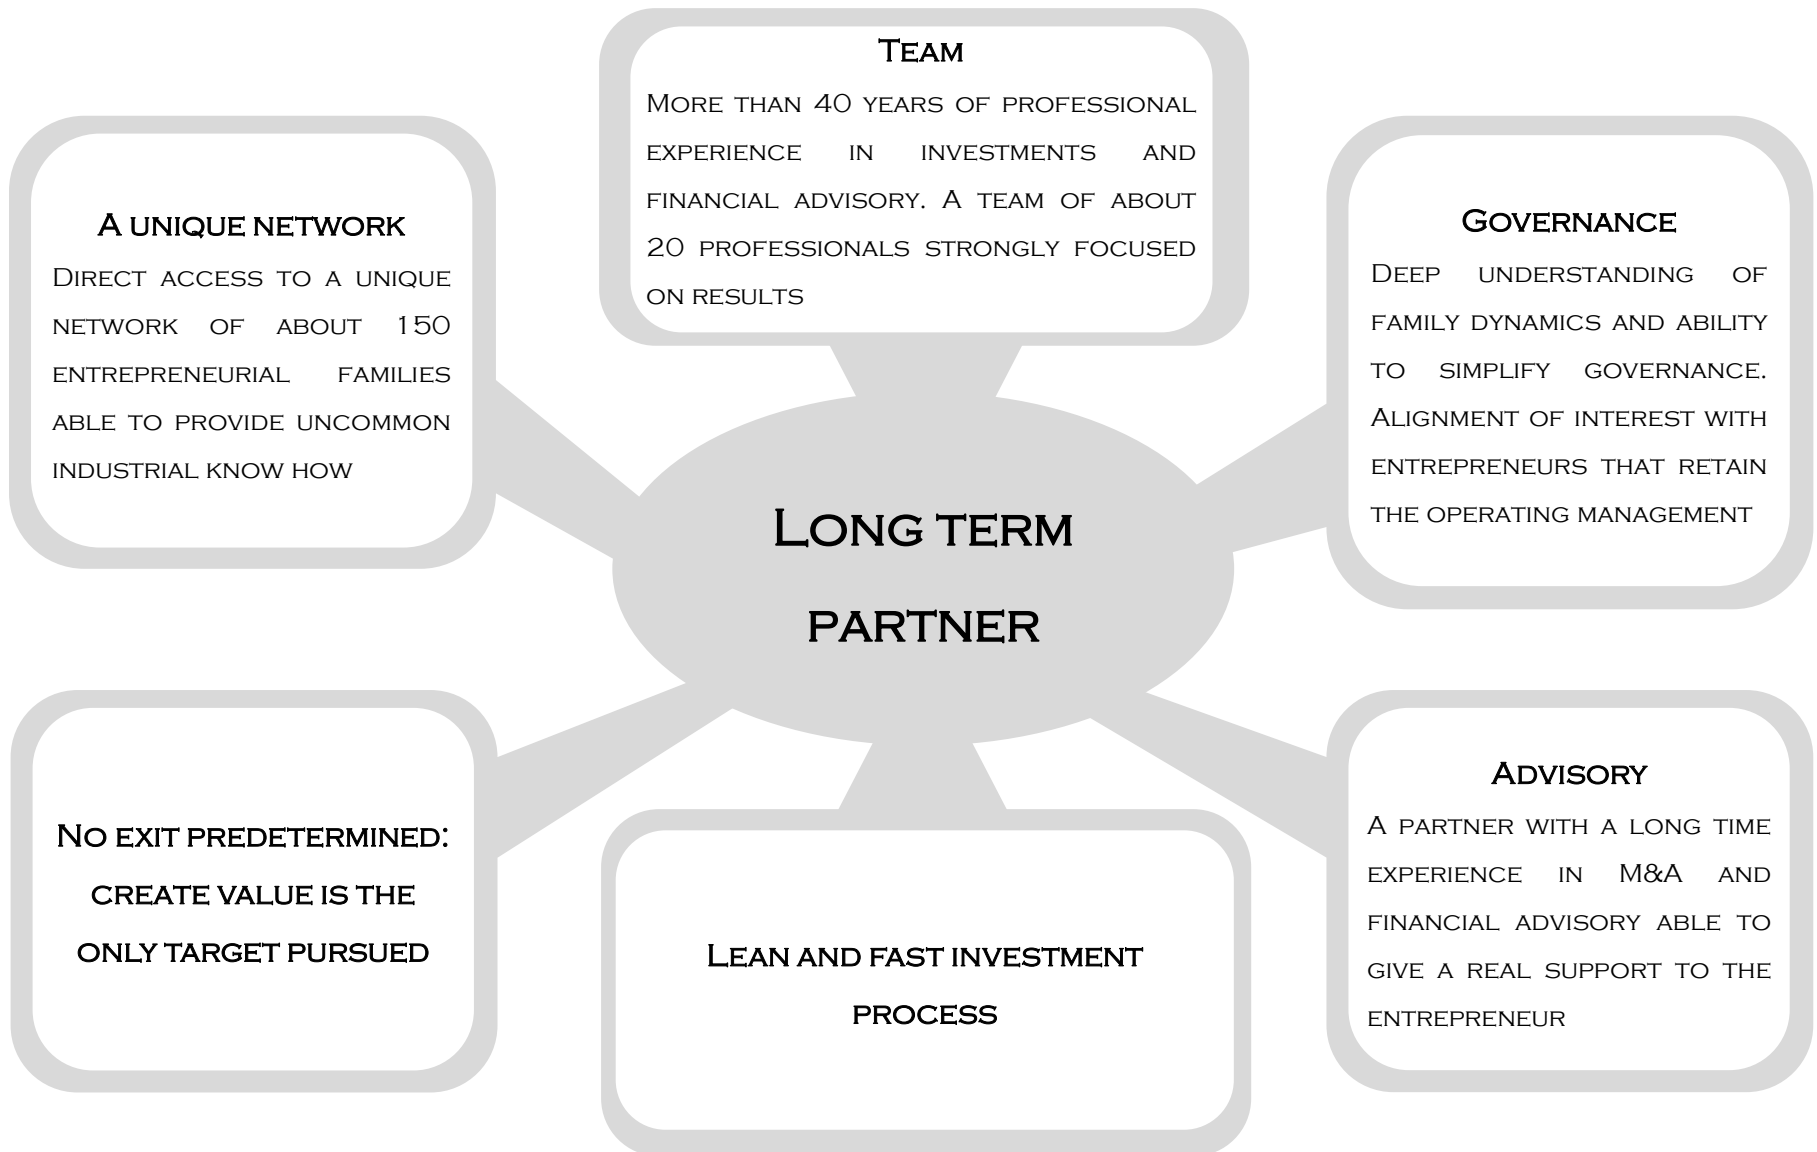 Team
More than 40 years of professional
experience in investments and
financial advisory. A team of about
20 professionals strongly focused
on results
A unique network
Direct access to a unique
network of about 150
entrepreneurial families
able to provide uncommon
industrial know how
Governance
Deep understanding of
family dynamics and ability
to simplify governance.
Alignment of interest with
entrepreneurs that retain
the operating management
Long term
partner
No exit predetermined:
create value is the
only target pursued
Lean and fast investment
process
Advisory
A partner with a long time
experience in M&A and
financial advisory able to
give a real support to the
entrepreneur